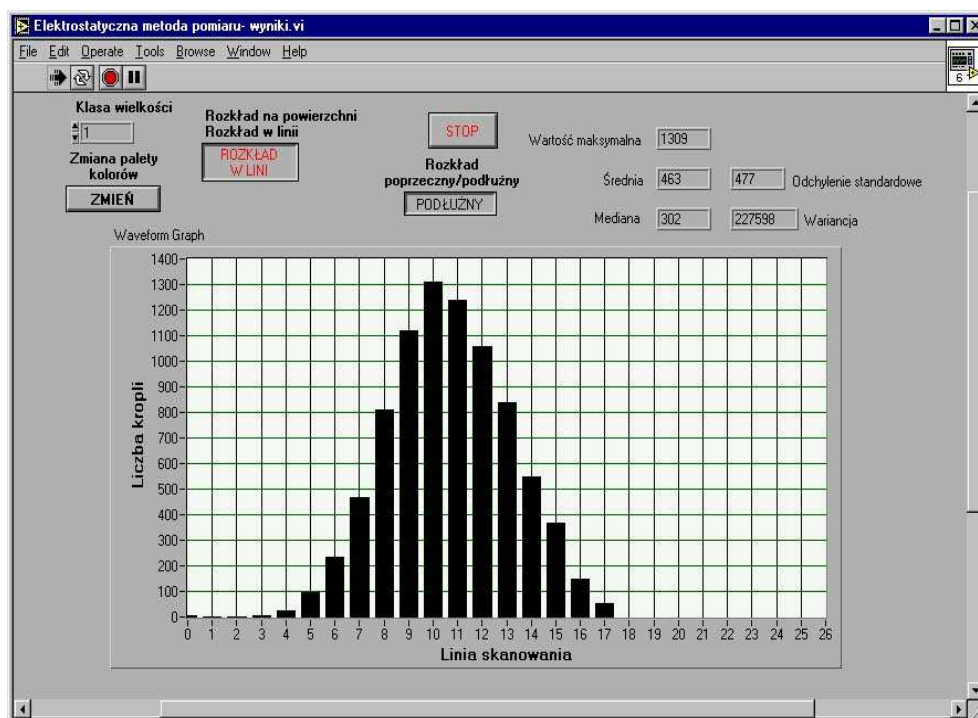 Elektrostatyczna metoda pomiaru- wyniki.vi
File Edit Operate Tools Browse Window Help
6
Klasa wielkości
1
Zmiana palety
kolorów
ZMIEŃ
Rozkład na powierzchni
Rozkład w linii
ROZKŁAD
W LINI
STOP
Rozkład
poprzeczny/podłużny
PODŁUŻNY
Wartość maksymalna 1309
Średnia 463 477 Odchylenie standardowe
Mediana 302 227598 Wariancja
Waveform Graph
1400
1300
1200
1100
1000
900
800
700
600
500
400
300
200
100
0
Liczba kropli
0 1 2 3 4 5 6 7 8 9 10 11 12 13 14 15 16 17 18 19 20 21 22 23 24 25 26
Linia skanowania